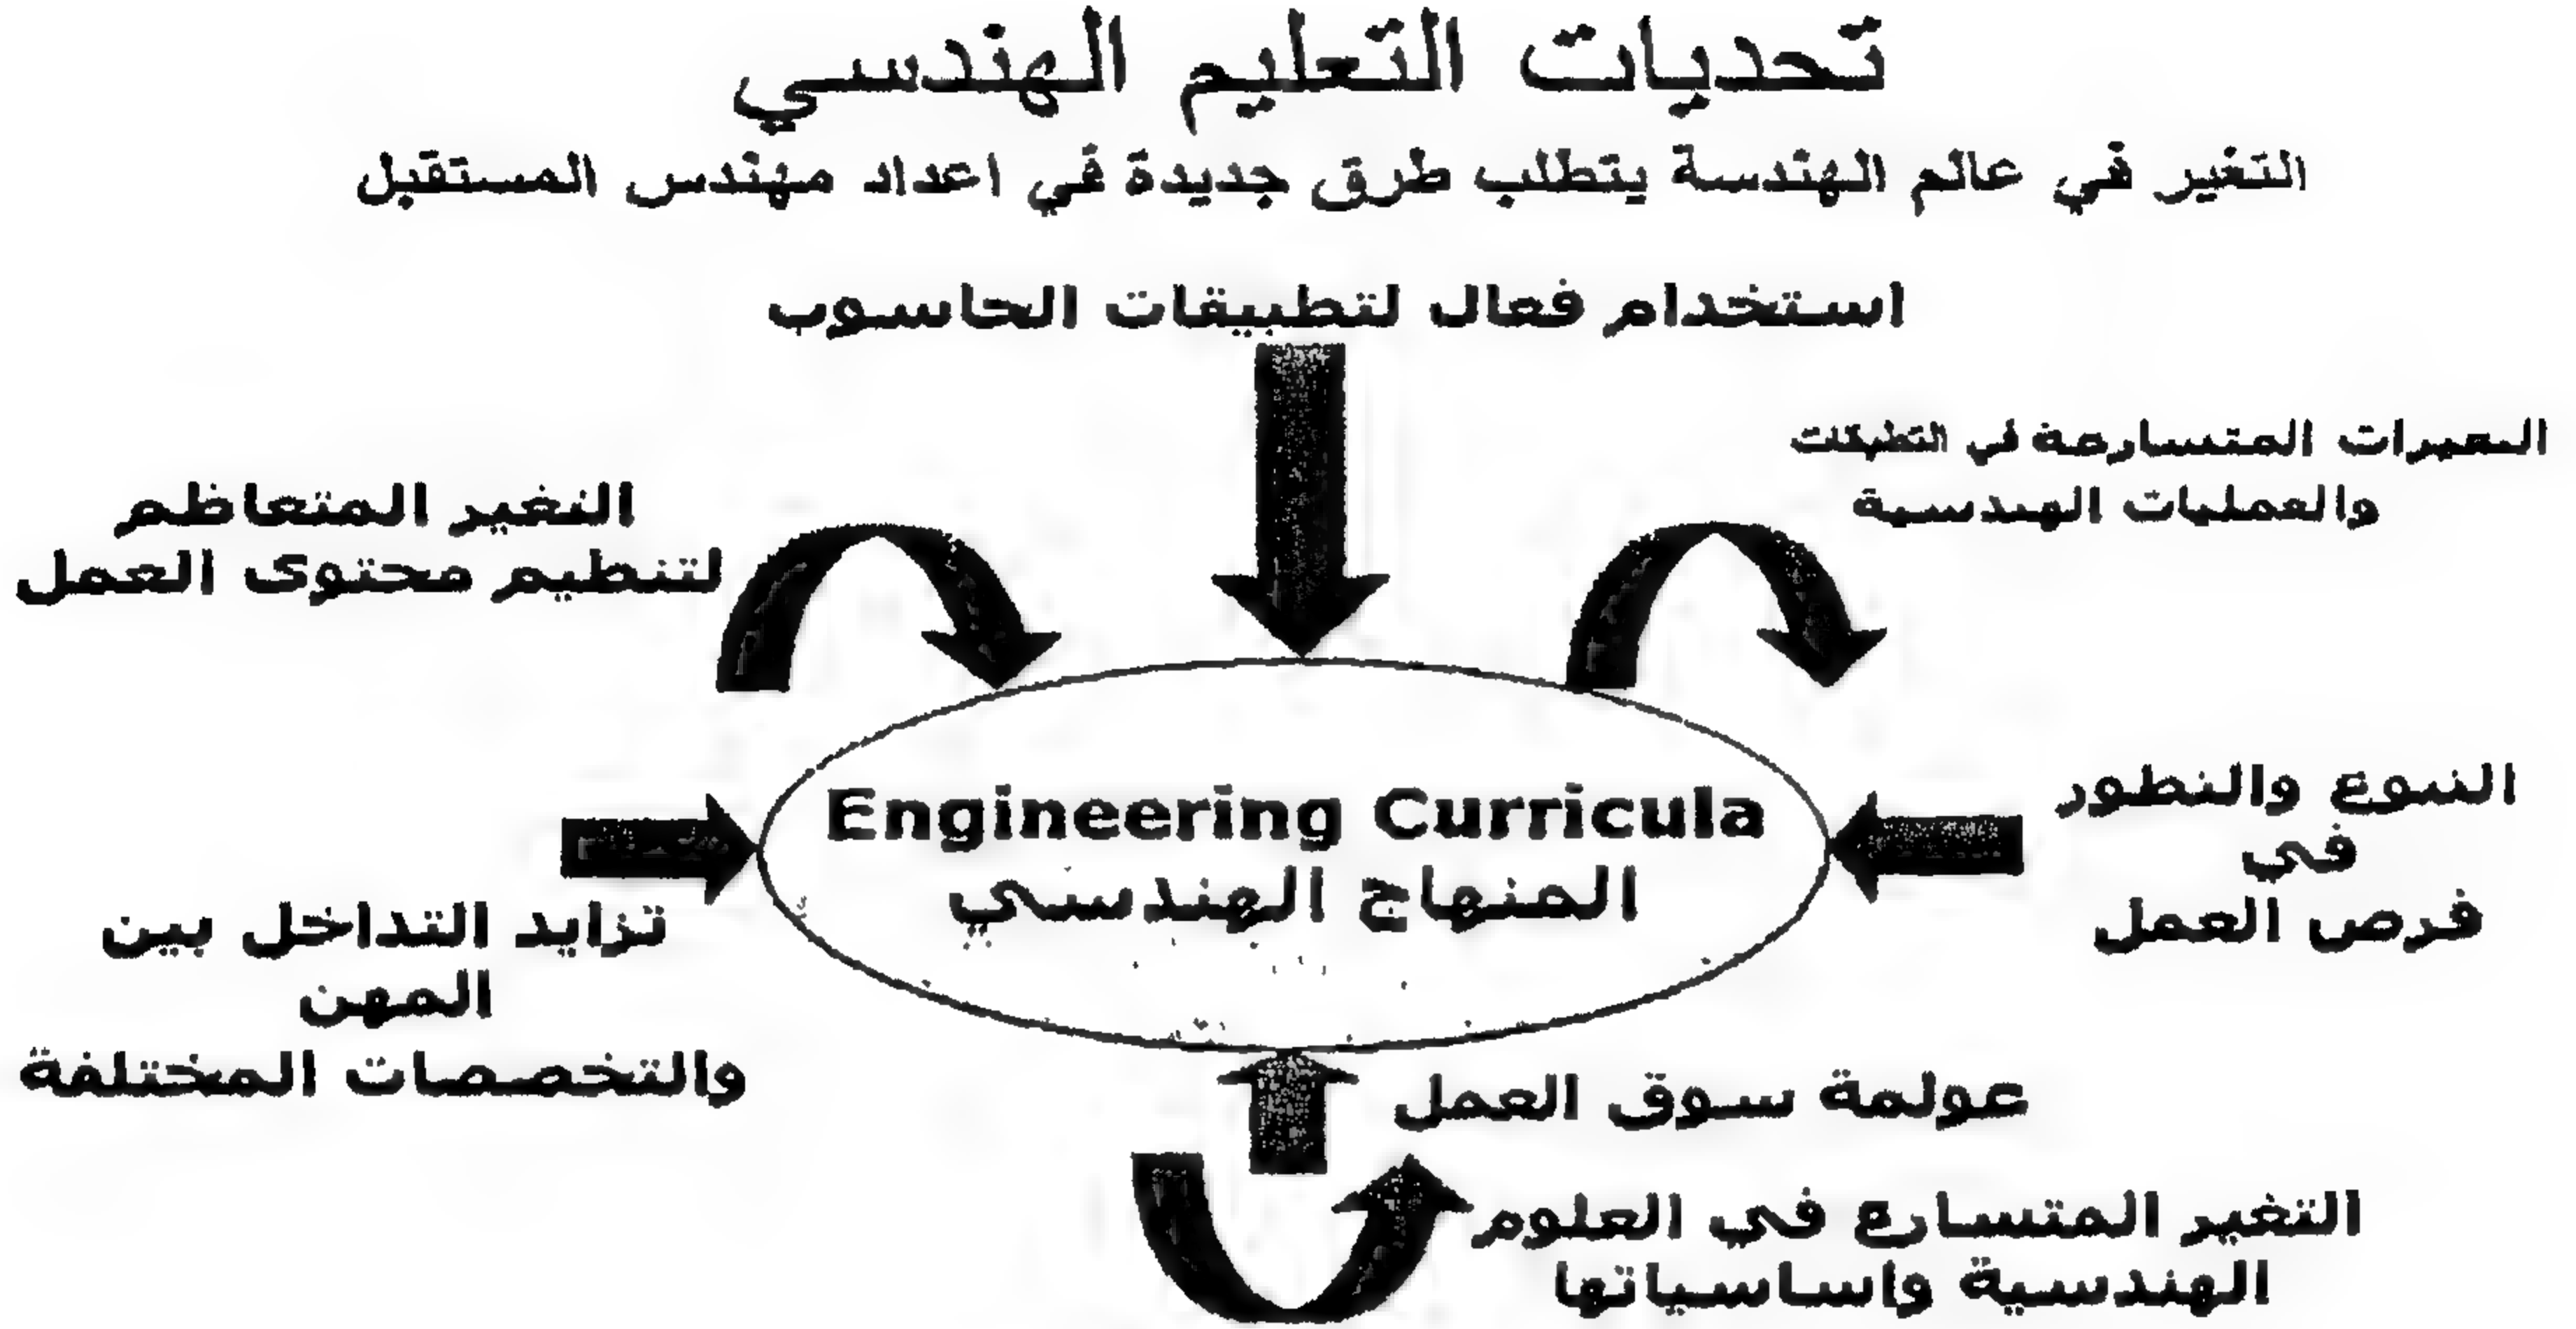 تحديات التعليم الهندسي
التغير في عالم الهندسة يتطلب طرق جديدة في اعداد مهندس المستقبل
استخدام فعال لتطبيقات الحاسوب
التغيرات المتسارعة في التطبيقات
والعمليات الهندسية
التغير المتعاظم
لتنظيم محتوى العمل
التنوع والتطور
في
فرص العمل
Engineering Curricula
المنهاج الهندسي
تزايد التداخل بين
المهن
والتخصصات المختلفة
عولمة سوق العمل
التغير المتسارع في العلوم
الهندسية واساسياتها